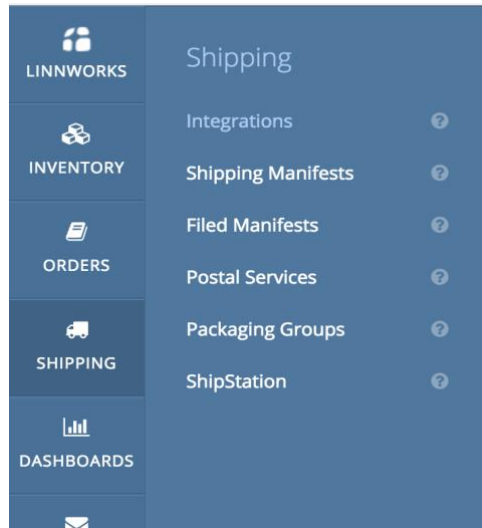 LINNWORKS
INVENTORY
ORDERS
SHIPPING
DASHBOARDS
Shipping
Integrations
Shipping Manifests
Filed Manifests
Postal Services
Packaging Groups
ShipStation